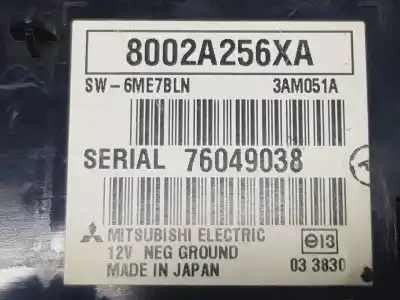 8002A256XA
SW-6ME7BLN 3AM051A
SERIAL 76049038
MITSUBISHI ELECTRIC
12V NEG GROUND e13
MADE IN JAPAN 03 3830